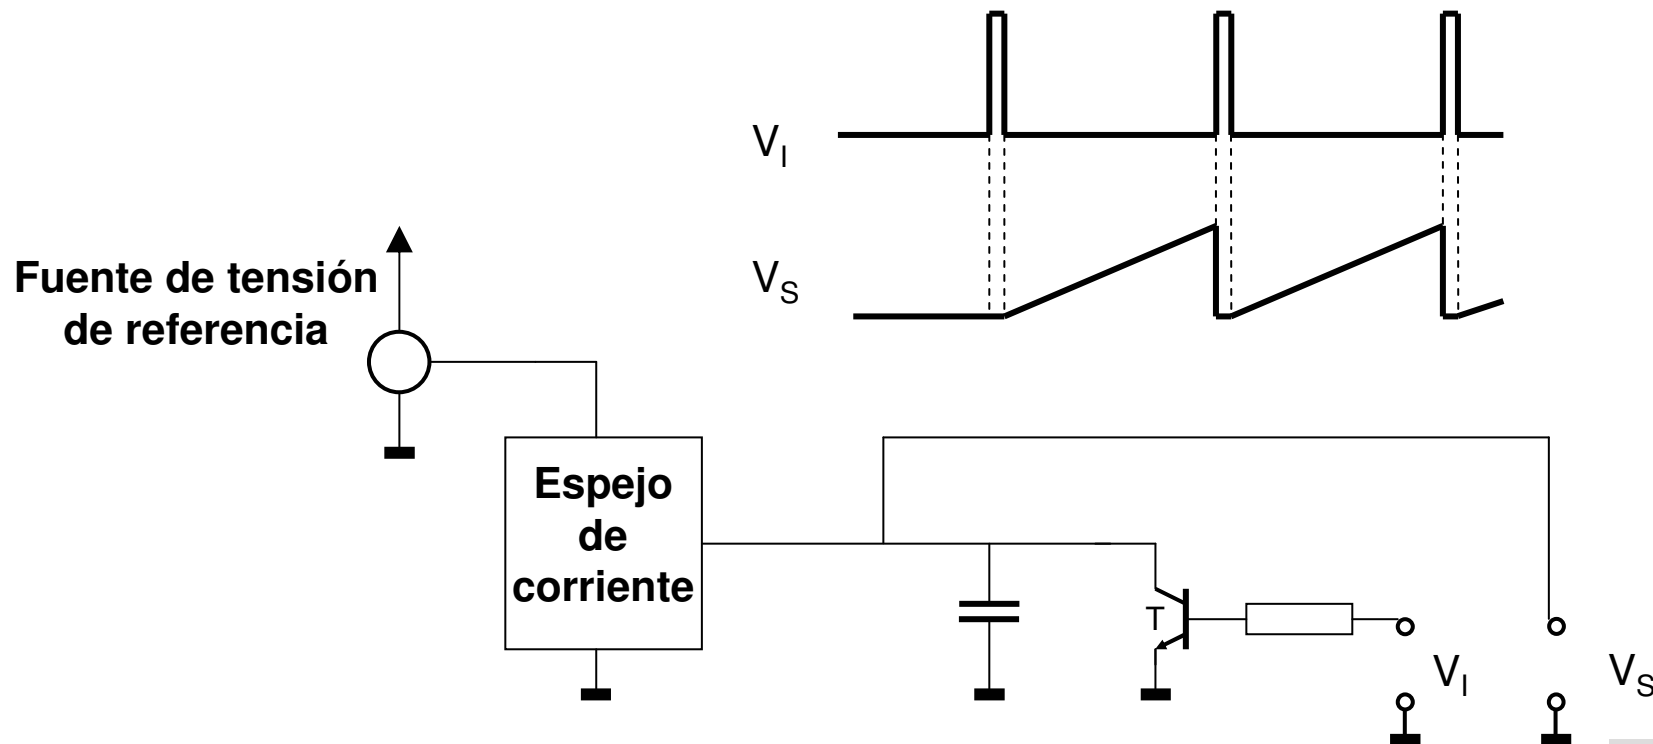 V_I
V_S
Fuente de tensión
de referencia
Espejo
de
corriente
T
V_I
V_S